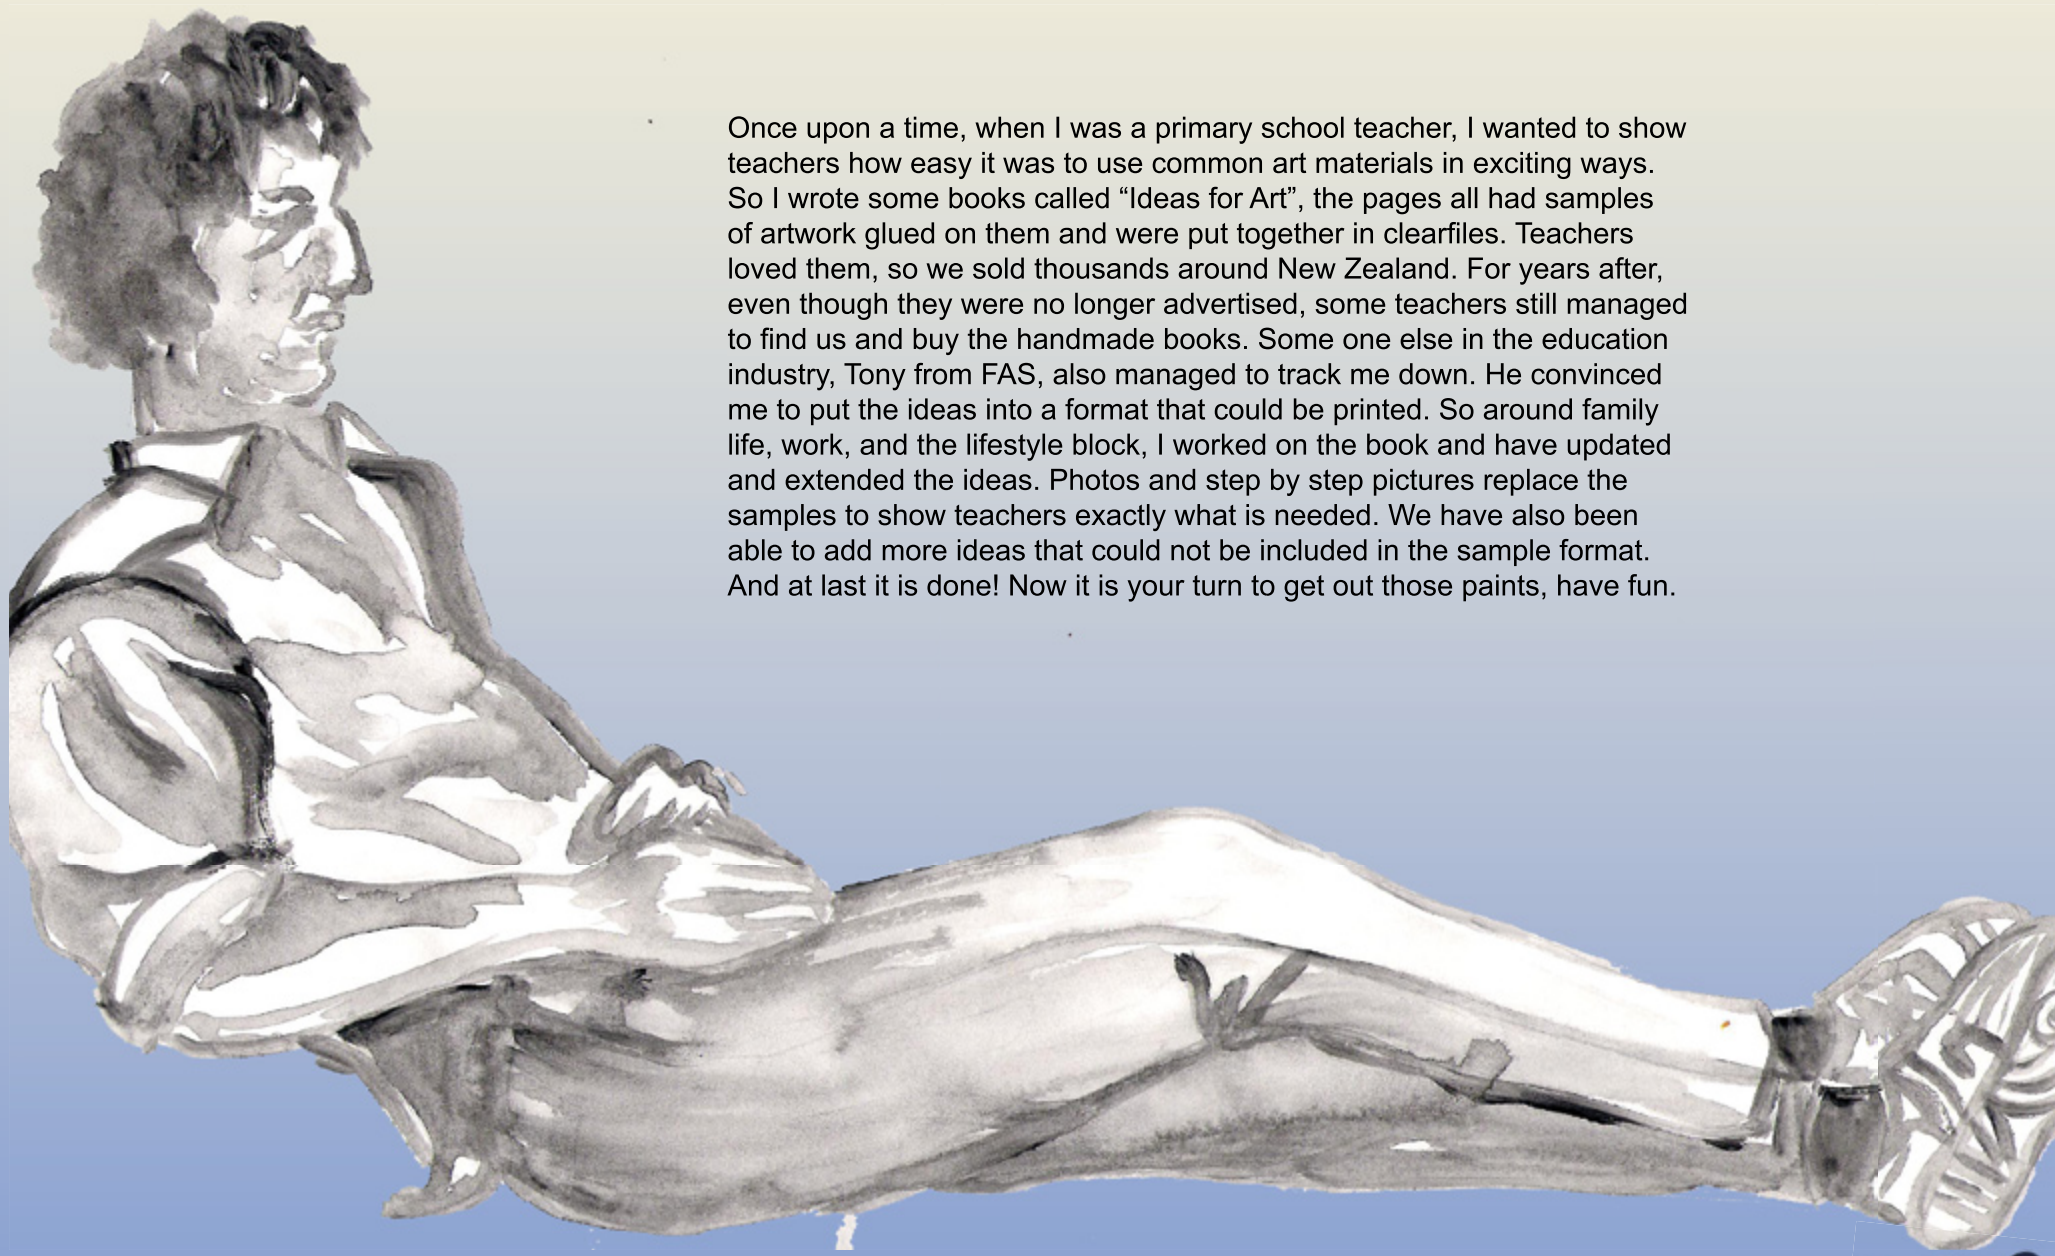 Once upon a time, when I was a primary school teacher, I wanted to show
teachers how easy it was to use common art materials in exciting ways.
So I wrote some books called “Ideas for Art”, the pages all had samples
of artwork glued on them and were put together in clearfiles. Teachers
loved them, so we sold thousands around New Zealand. For years after,
even though they were no longer advertised, some teachers still managed
to find us and buy the handmade books. Some one else in the education
industry, Tony from FAS, also managed to track me down. He convinced
me to put the ideas into a format that could be printed. So around family
life, work, and the lifestyle block, I worked on the book and have updated
and extended the ideas. Photos and step by step pictures replace the
samples to show teachers exactly what is needed. We have also been
able to add more ideas that could not be included in the sample format.
And at last it is done! Now it is your turn to get out those paints, have fun.